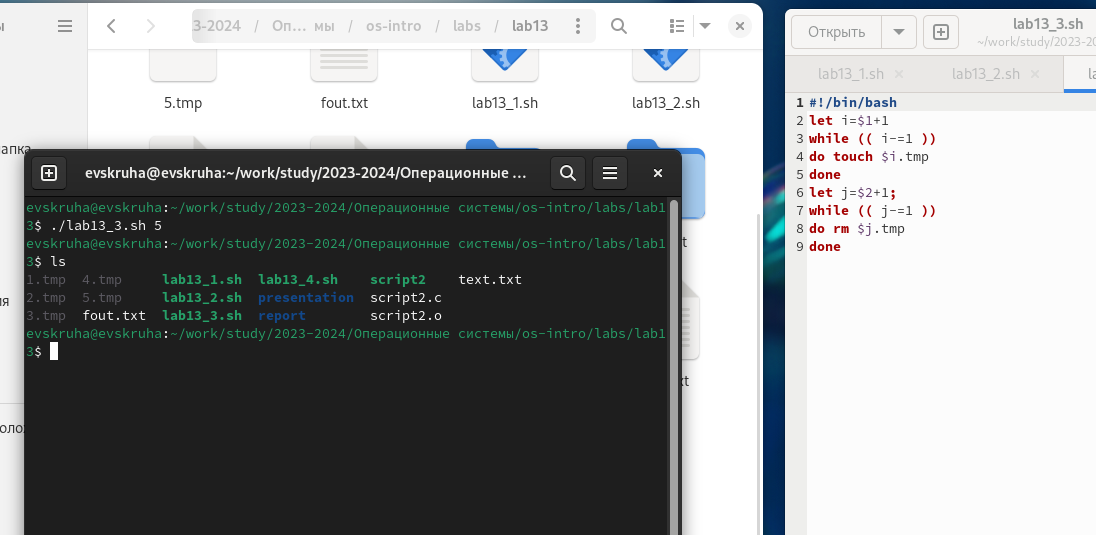 3-2024 / Оп… мы / os-intro / labs / lab13
5.tmp fout.txt lab13_1.sh lab13_2.sh
evskruha@evskruha:~/work/study/2023-2024/Операционные …
evskruha@evskruha:~/work/study/2023-2024/Операционные системы/os-intro/labs/lab1
3$ ./lab13_3.sh 5
evskruha@evskruha:~/work/study/2023-2024/Операционные системы/os-intro/labs/lab1
3$ ls
1.tmp 4.tmp lab13_1.sh lab13_4.sh script2 text.txt
2.tmp 5.tmp lab13_2.sh presentation script2.c
3.tmp fout.txt lab13_3.sh report script2.o
evskruha@evskruha:~/work/study/2023-2024/Операционные системы/os-intro/labs/lab1
3$
Открыть
lab13_3.sh
~/work/study/2023-20
lab13_1.sh lab13_2.sh
1 #!/bin/bash
2 let i=$1+1
3 while (( i-=1 ))
4 do touch $i.tmp
5 done
6 let j=$2+1;
7 while (( j-=1 ))
8 do rm $j.tmp
9 done